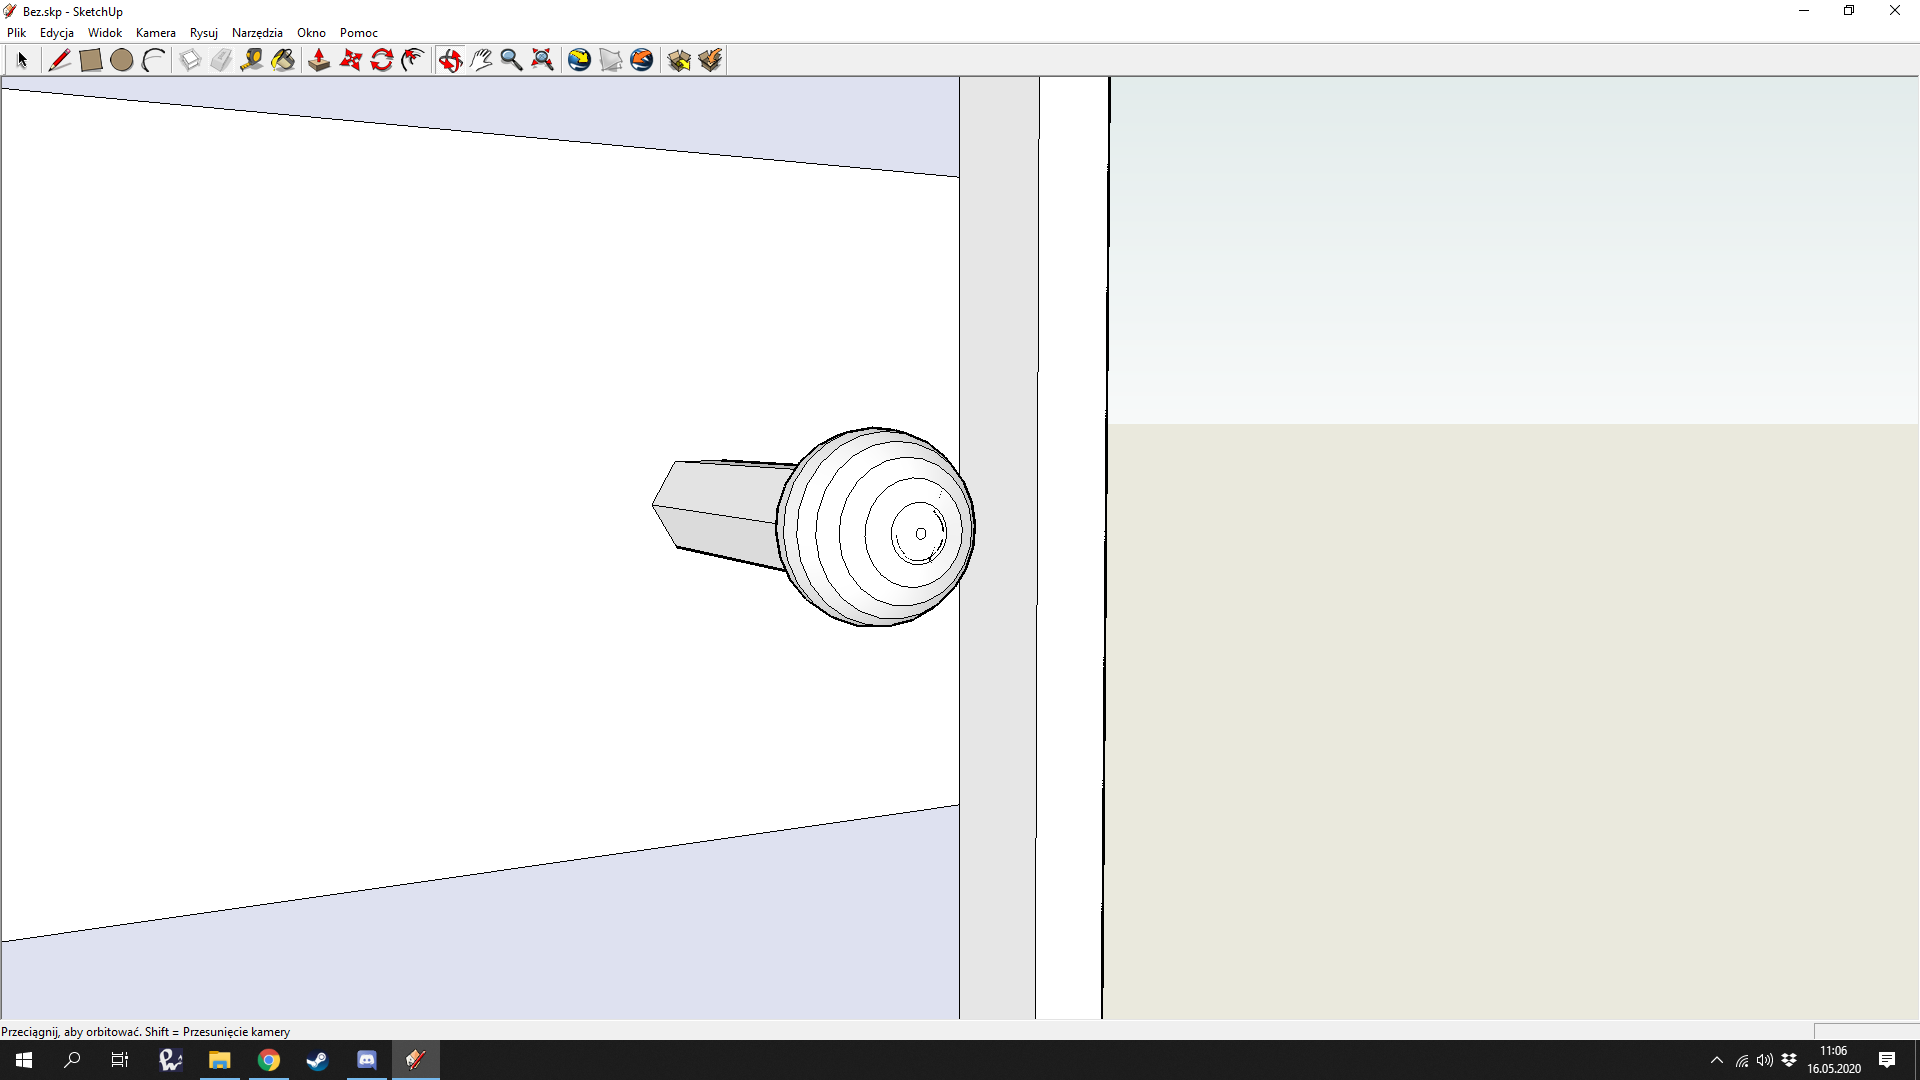 Bez.skp - SketchUp
Plik Edycja Widok Kamera Rysuj Narzędzia Okno Pomoc
Przeciągnij, aby orbitować. Shift = Przesunięcie kamery
11:06
16.05.2020